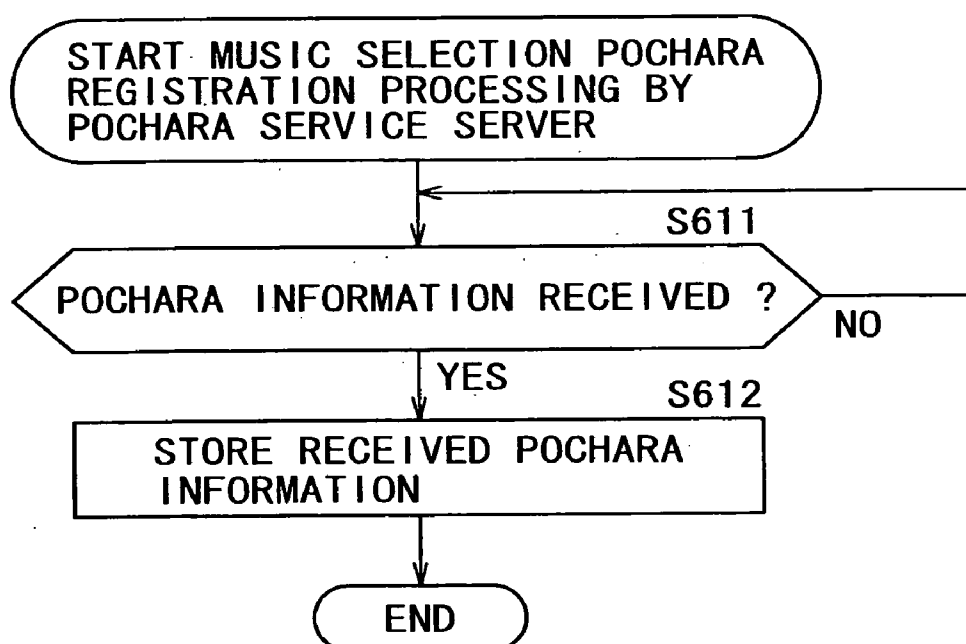 START MUSIC SELECTION POCHARA
REGISTRATION PROCESSING BY
POCHARA SERVICE SERVER
S611
POCHARA INFORMATION RECEIVED ?
NO
YES
S612
STORE RECEIVED POCHARA
INFORMATION
END